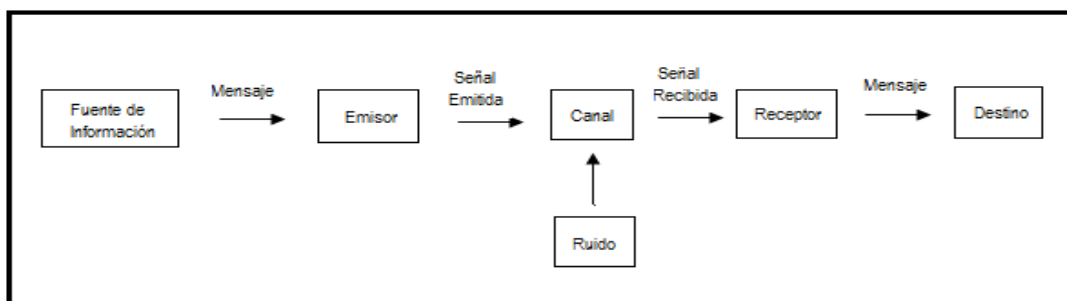 Fuente de
Información
Mensaje
Emisor
Señal
Emitida
Canal
Señal
Recibida
Receptor
Mensaje
Destino
Ruido